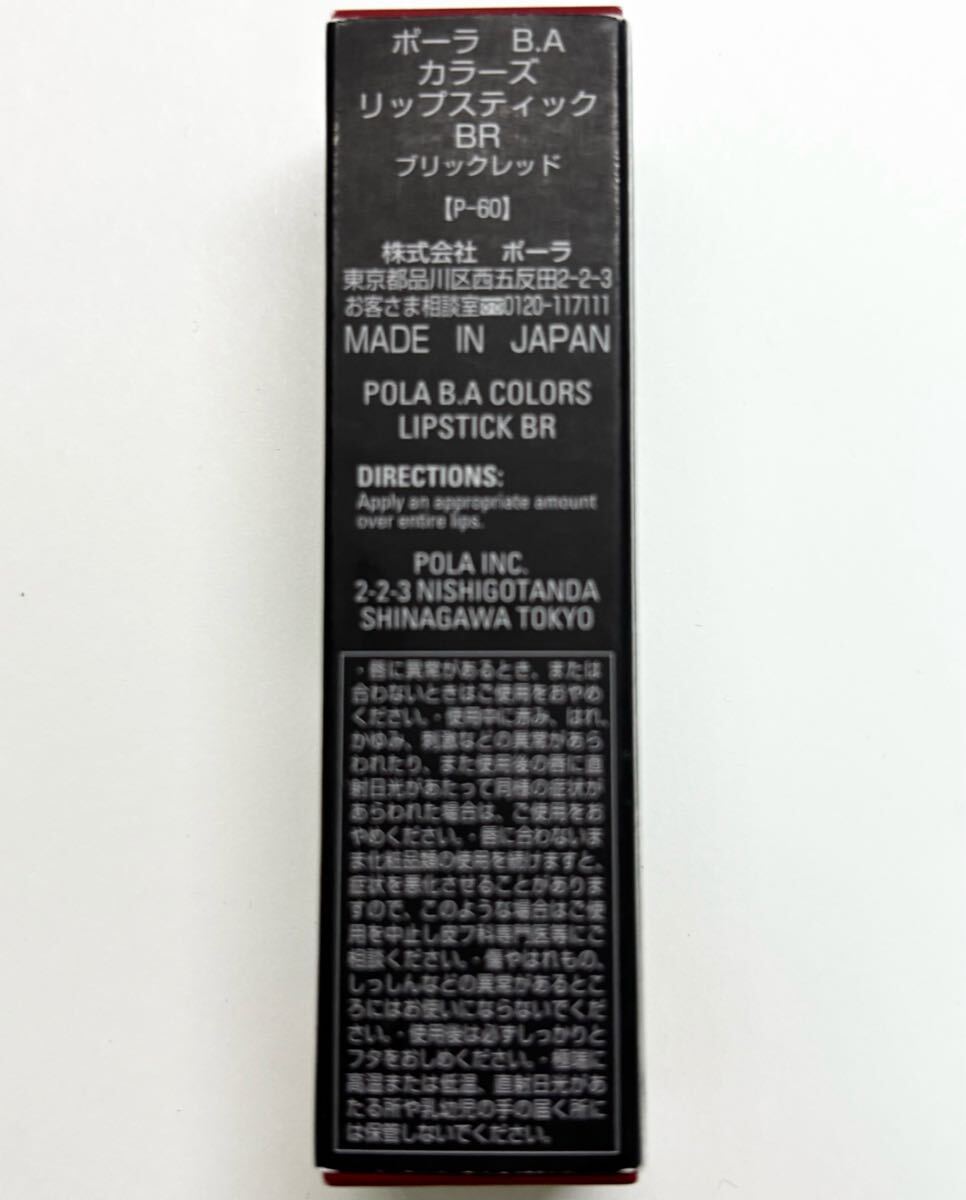 ポーラ B.A
カラーズ
リップスティック
BR
ブリックレッド
【P-60】
株式会社 ポーラ
東京都品川区西五反田2-2-3
お客さま相談室0120-117111
MADE IN JAPAN
POLA B.A COLORS
LIPSTICK BR
DIRECTIONS:
Apply an appropriate amount
over entire lips.
POLA INC.
2-2-3 NISHIGOTANDA
SHINAGAWA TOKYO
・唇に異常があるとき、または
合わないときはご使用をおやめ
ください。・使用中に赤み、はれ、
かゆみ、刺激などの異常があら
われたり、また使用後の唇に直
射日光があたって同様の症状が
あらわれた場合は、ご使用をお
やめください。・唇に合わないま
ま化粧品類の使用を続けますと、
症状を悪化させることがありま
すので、このような場合はご使
用を中止し皮フ科専門医等にご
相談ください。・傷やはれもの、
しっしんなどの異常があるとこ
ろにはお使いにならないでくだ
さい。・使用後は必ずしっかりと
フタをおしめください。・極端に
高温または低温、直射日光があ
たる所や乳幼児の手の届く所に
は保管しないでください。